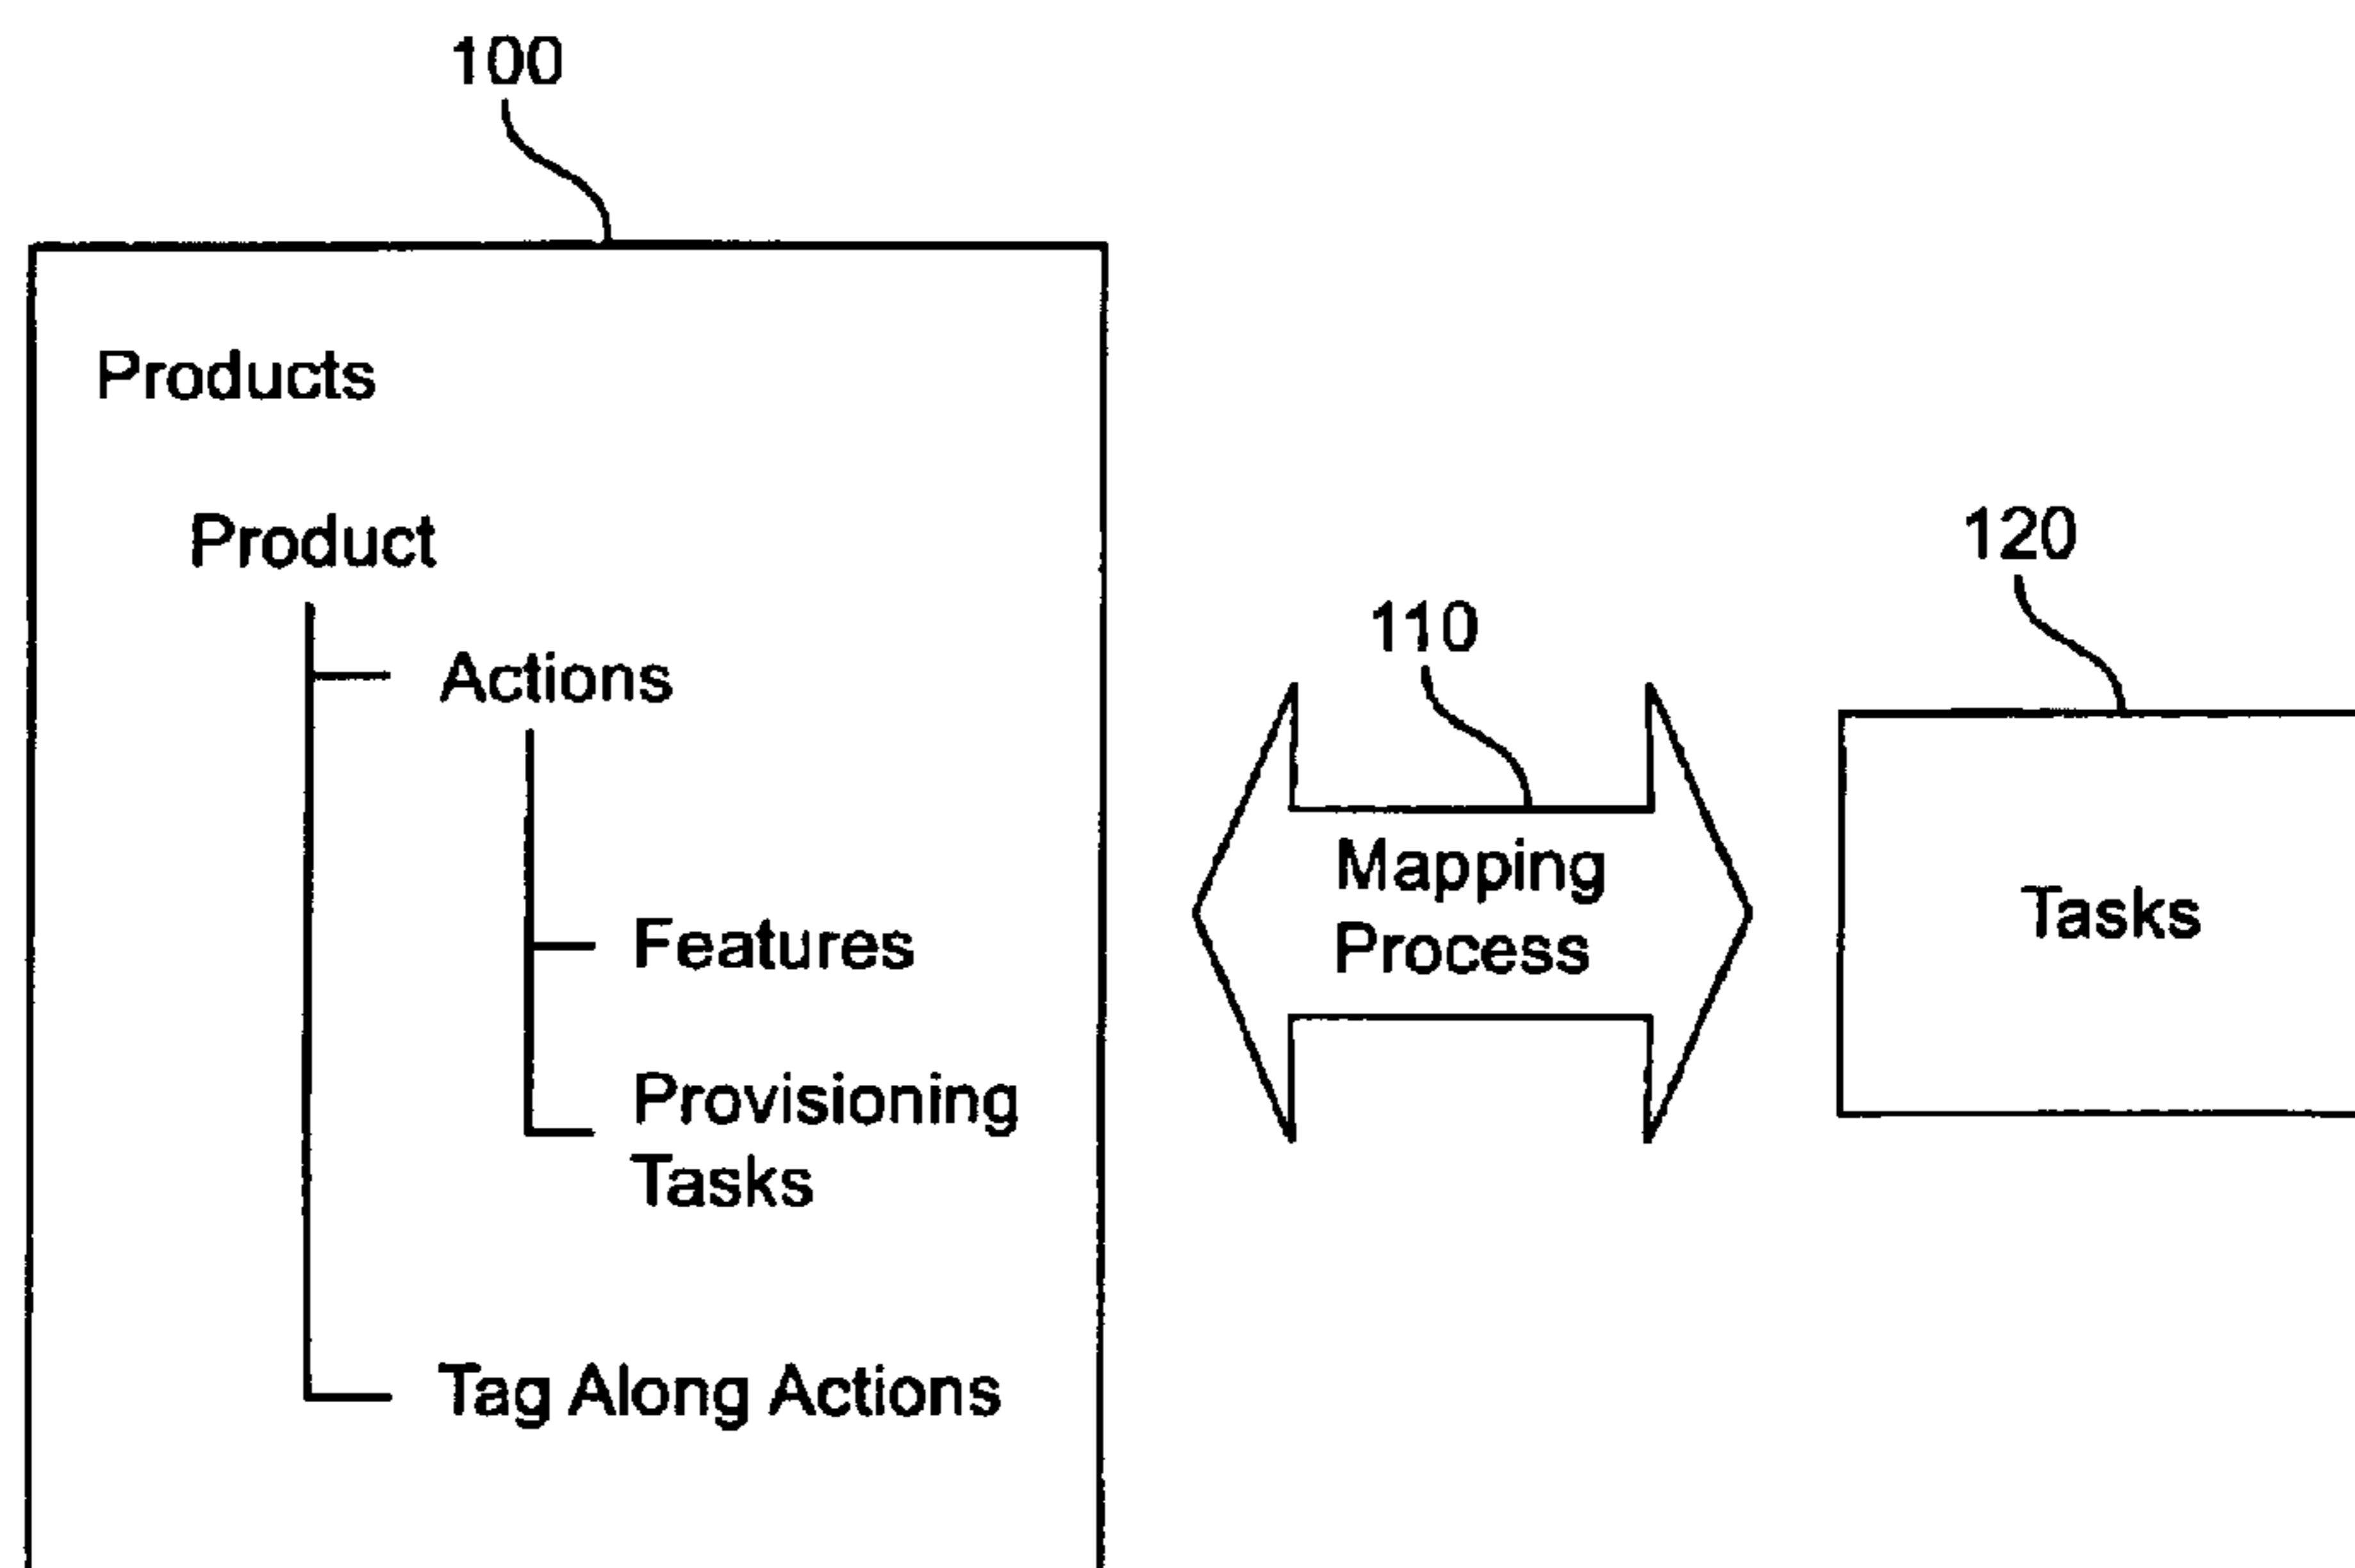 100
Products
Product
Actions
Features
Provisioning
Tasks
Tag Along Actions
110
Mapping
Process
120
Tasks